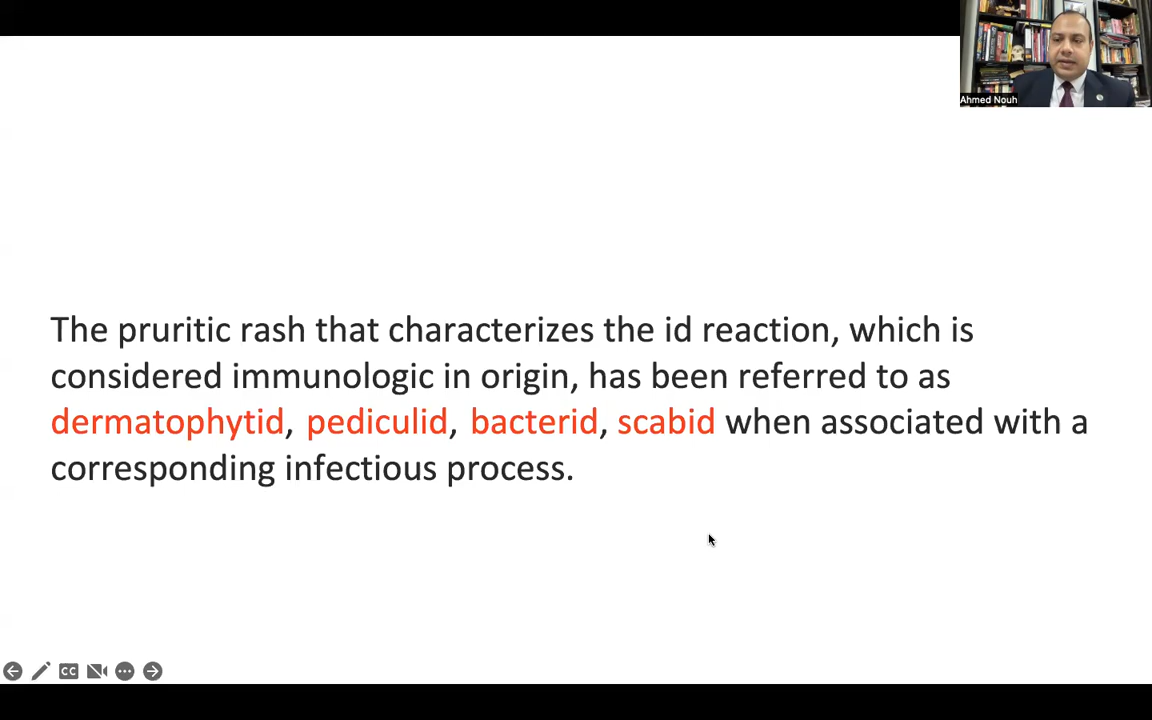 Ahmed Nouh
The pruritic rash that characterizes the id reaction, which is
considered immunologic in origin, has been referred to as
dermatophytid, pediculid, bacterid, scabid when associated with a
corresponding infectious process.
CC